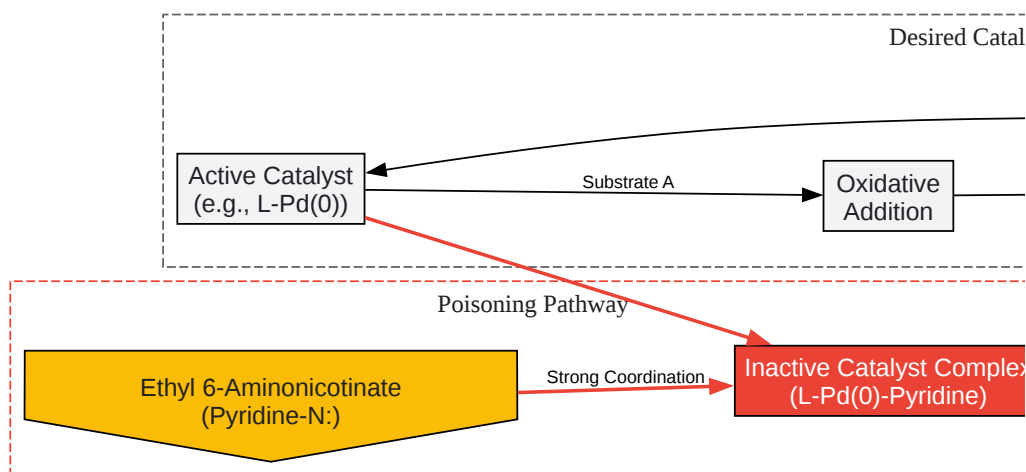 Desired Catal
Active Catalyst
(e.g., L-Pd(0))
Substrate A
Oxidative
Addition
Poisoning Pathway
Ethyl 6-Aminonicotinate
(Pyridine-N:)
Strong Coordination
Inactive Catalyst Complex
(L-Pd(0)-Pyridine)